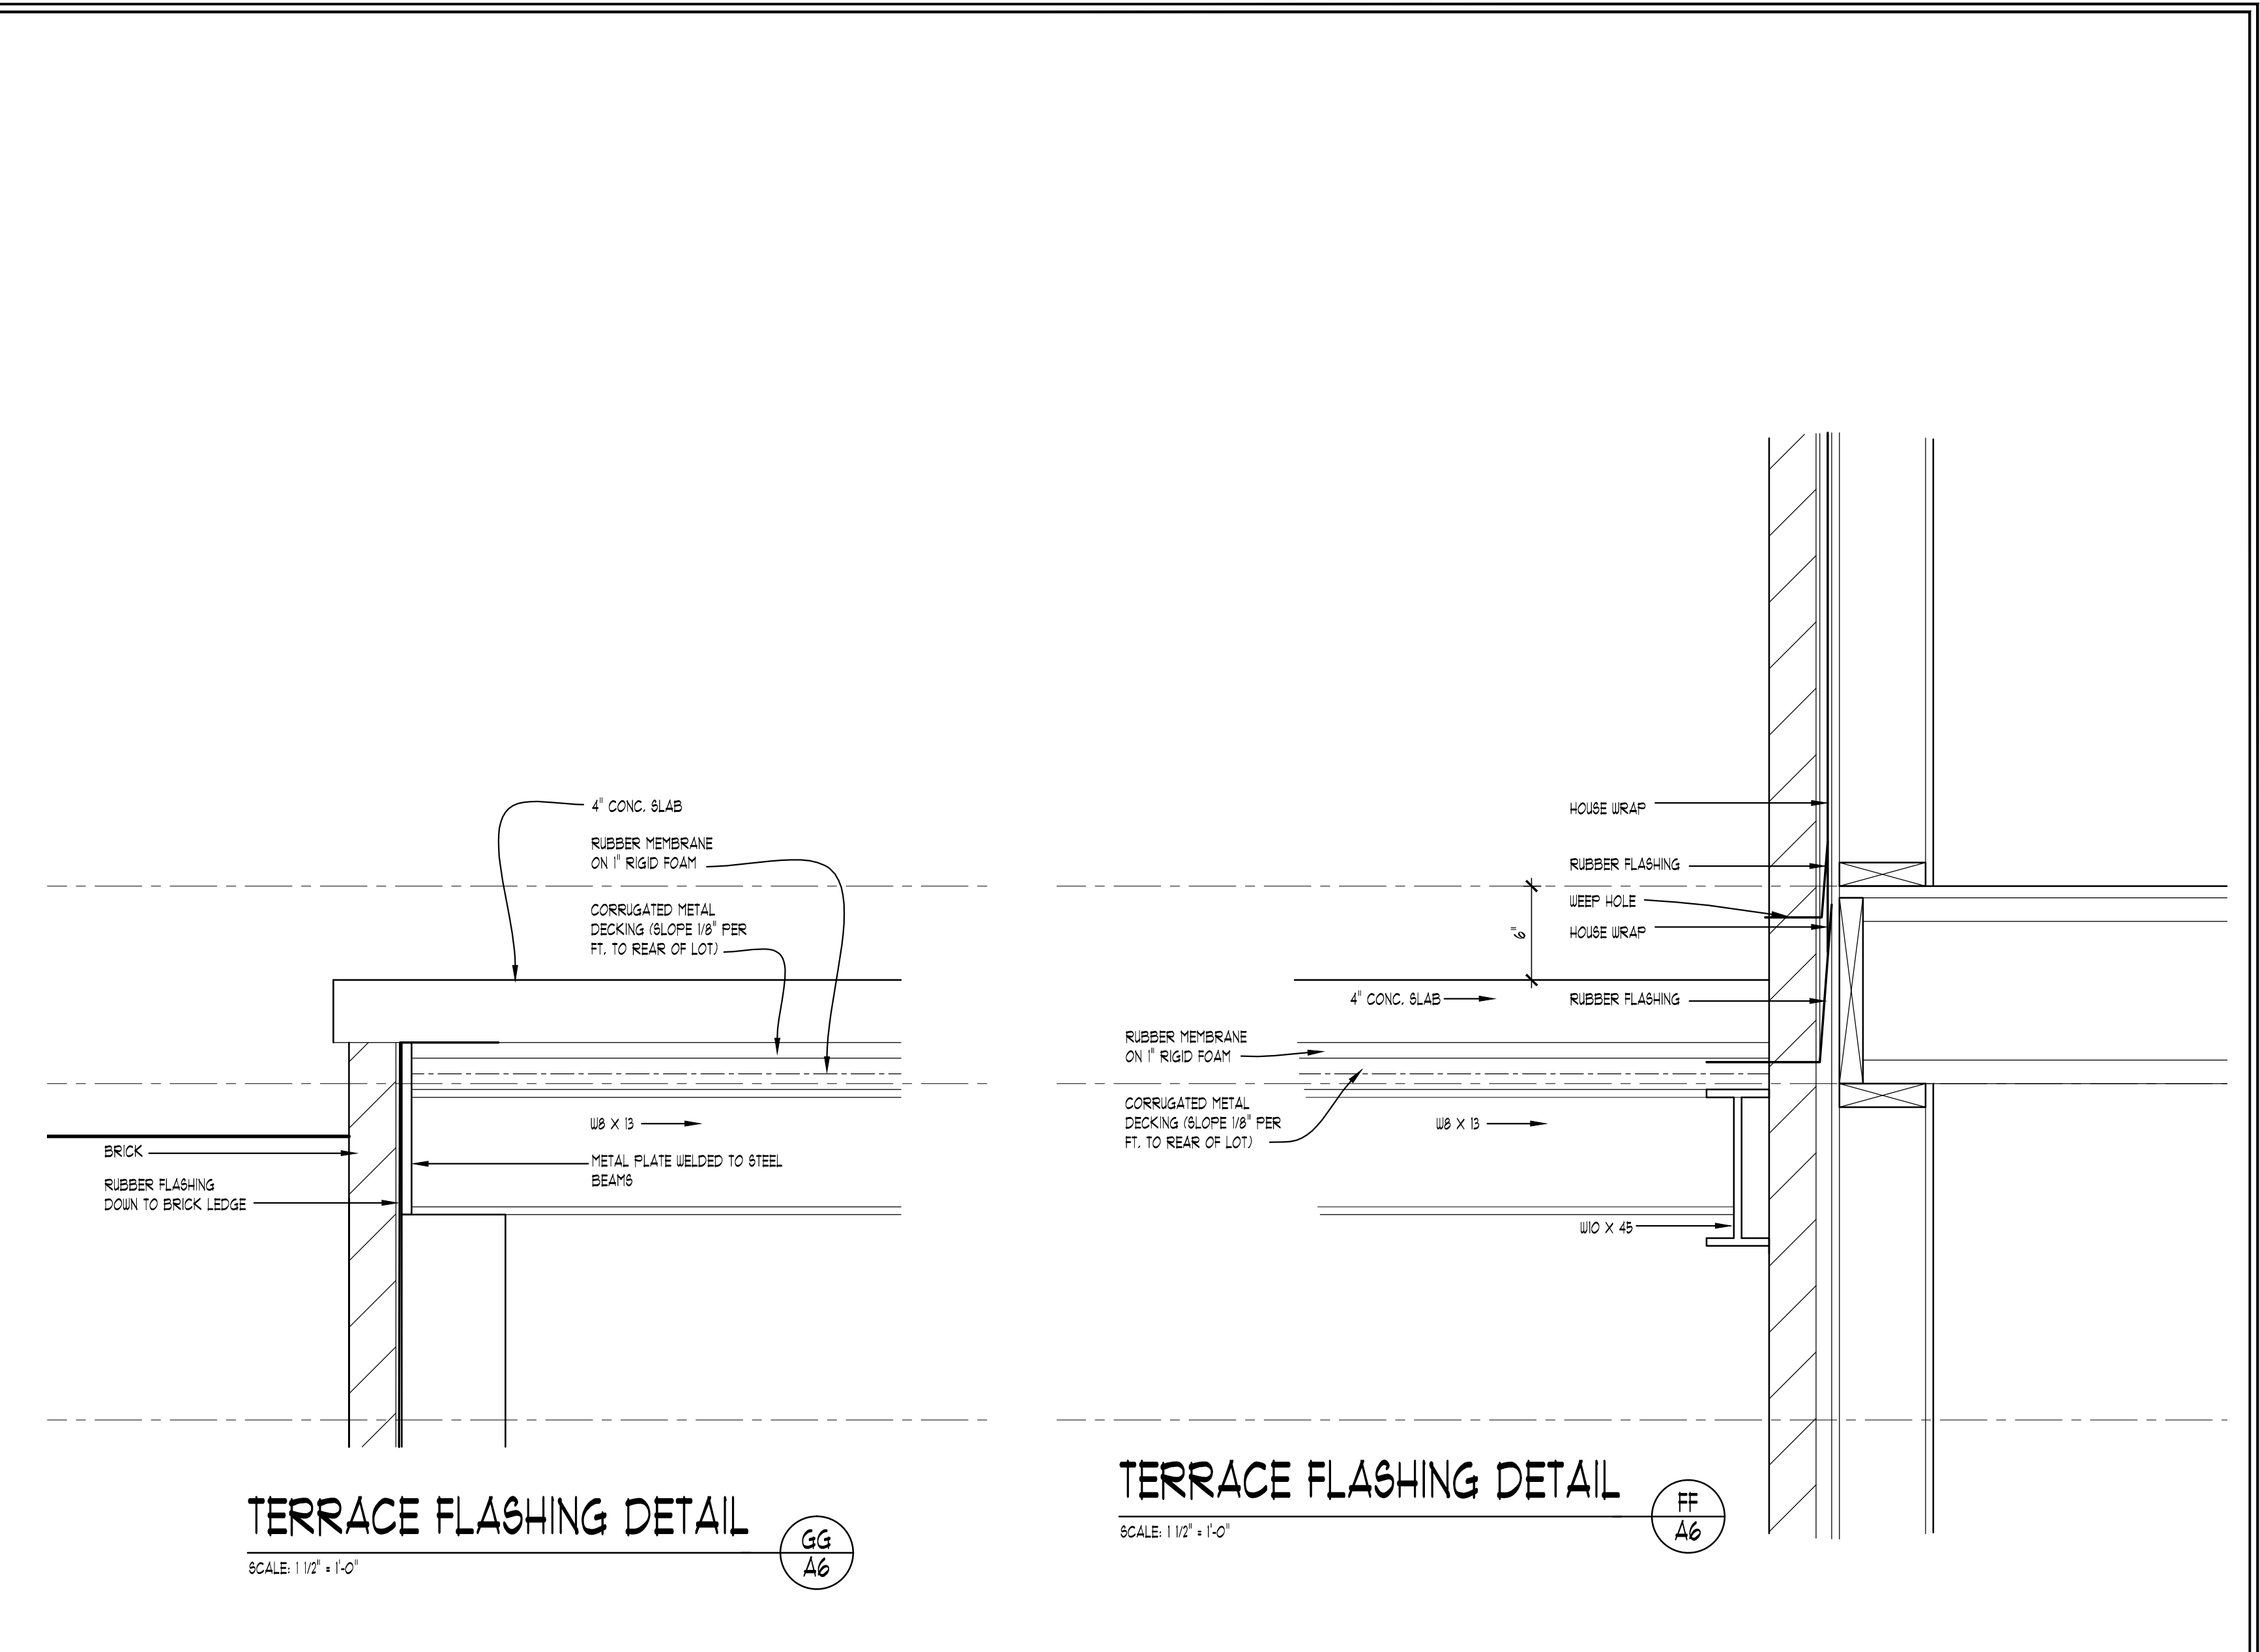 4" CONC. SLAB
RUBBER MEMBRANE
ON 1" RIGID FOAM
CORRUGATED METAL
DECKING (SLOPE 1/8" PER
FT. TO REAR OF LOT)
W8 X 13
METAL PLATE WELDED TO STEEL
BEAMS
BRICK
RUBBER FLASHING
DOWN TO BRICK LEDGE
TERRACE FLASHING DETAIL
SCALE: 1 1/2" = 1'-0"
GG
A6
HOUSE WRAP
RUBBER FLASHING
WEEP HOLE
HOUSE WRAP
6"
4" CONC. SLAB
RUBBER FLASHING
RUBBER MEMBRANE
ON 1" RIGID FOAM
CORRUGATED METAL
DECKING (SLOPE 1/8" PER
FT. TO REAR OF LOT)
W8 X 13
W10 X 45
TERRACE FLASHING DETAIL
SCALE: 1 1/2" = 1'-0"
FF
A6